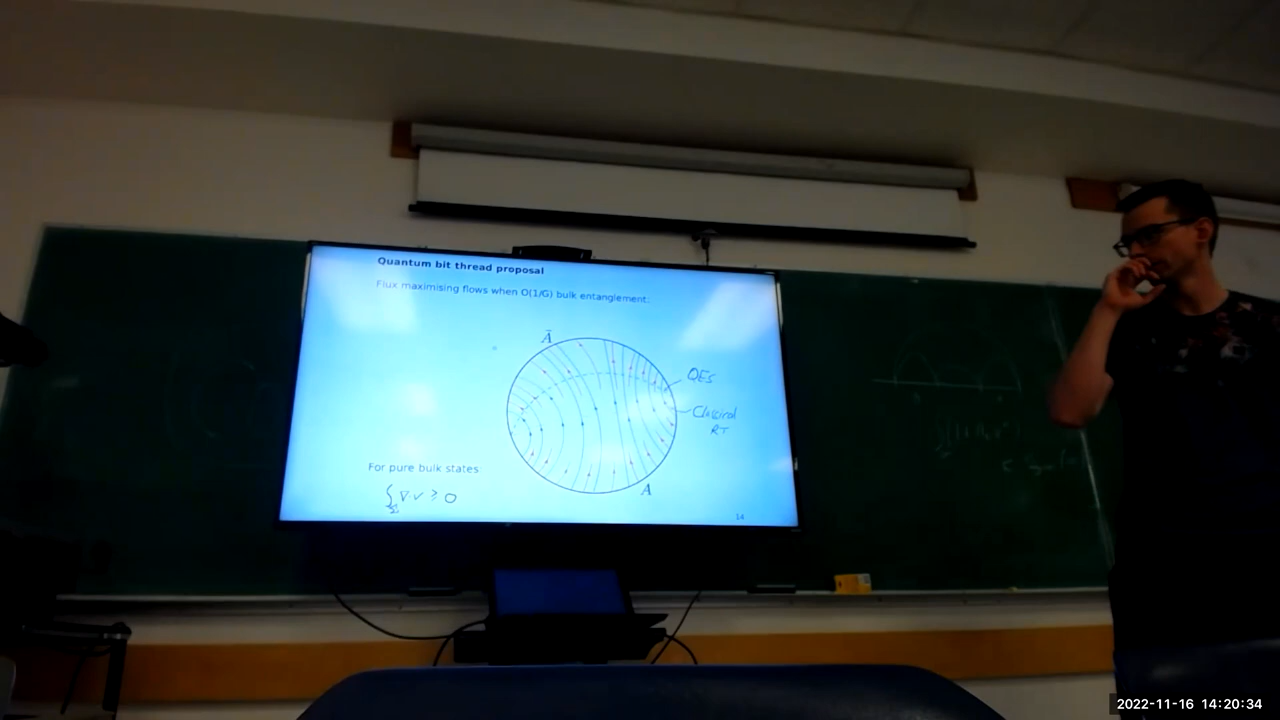 Quantum bit thread proposal
Flux maximising flows when O(1/G) bulk entanglement:
Ā
QES
Classical
RT
For pure bulk states:
∫_Σ ∇·v ≥ 0
A
14
2022-11-16 14:20:34